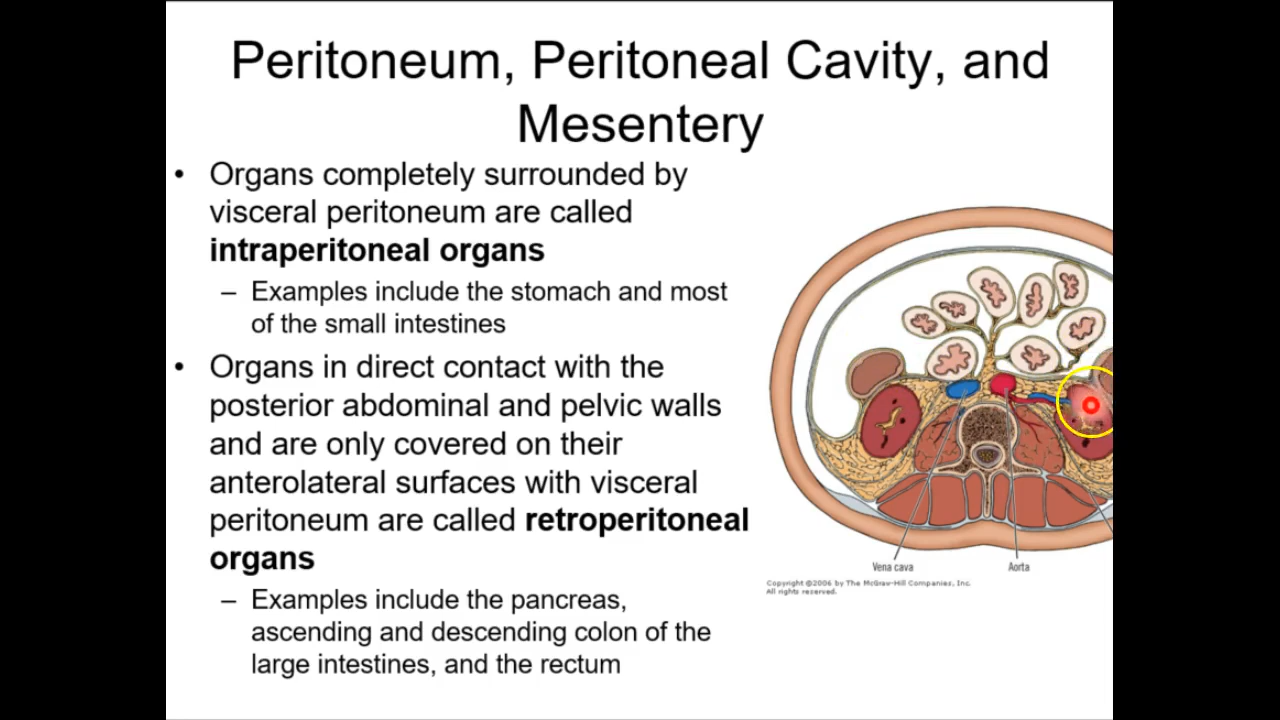 Peritoneum, Peritoneal Cavity, and
Mesentery
• Organs completely surrounded by
visceral peritoneum are called
intraperitoneal organs
– Examples include the stomach and most
of the small intestines
• Organs in direct contact with the
posterior abdominal and pelvic walls
and are only covered on their
anterolateral surfaces with visceral
peritoneum are called retroperitoneal
organs
– Examples include the pancreas,
ascending and descending colon of the
large intestines, and the rectum
Vena cava
Aorta
Copyright ©2006 by The McGraw-Hill Companies, Inc.
All rights reserved.